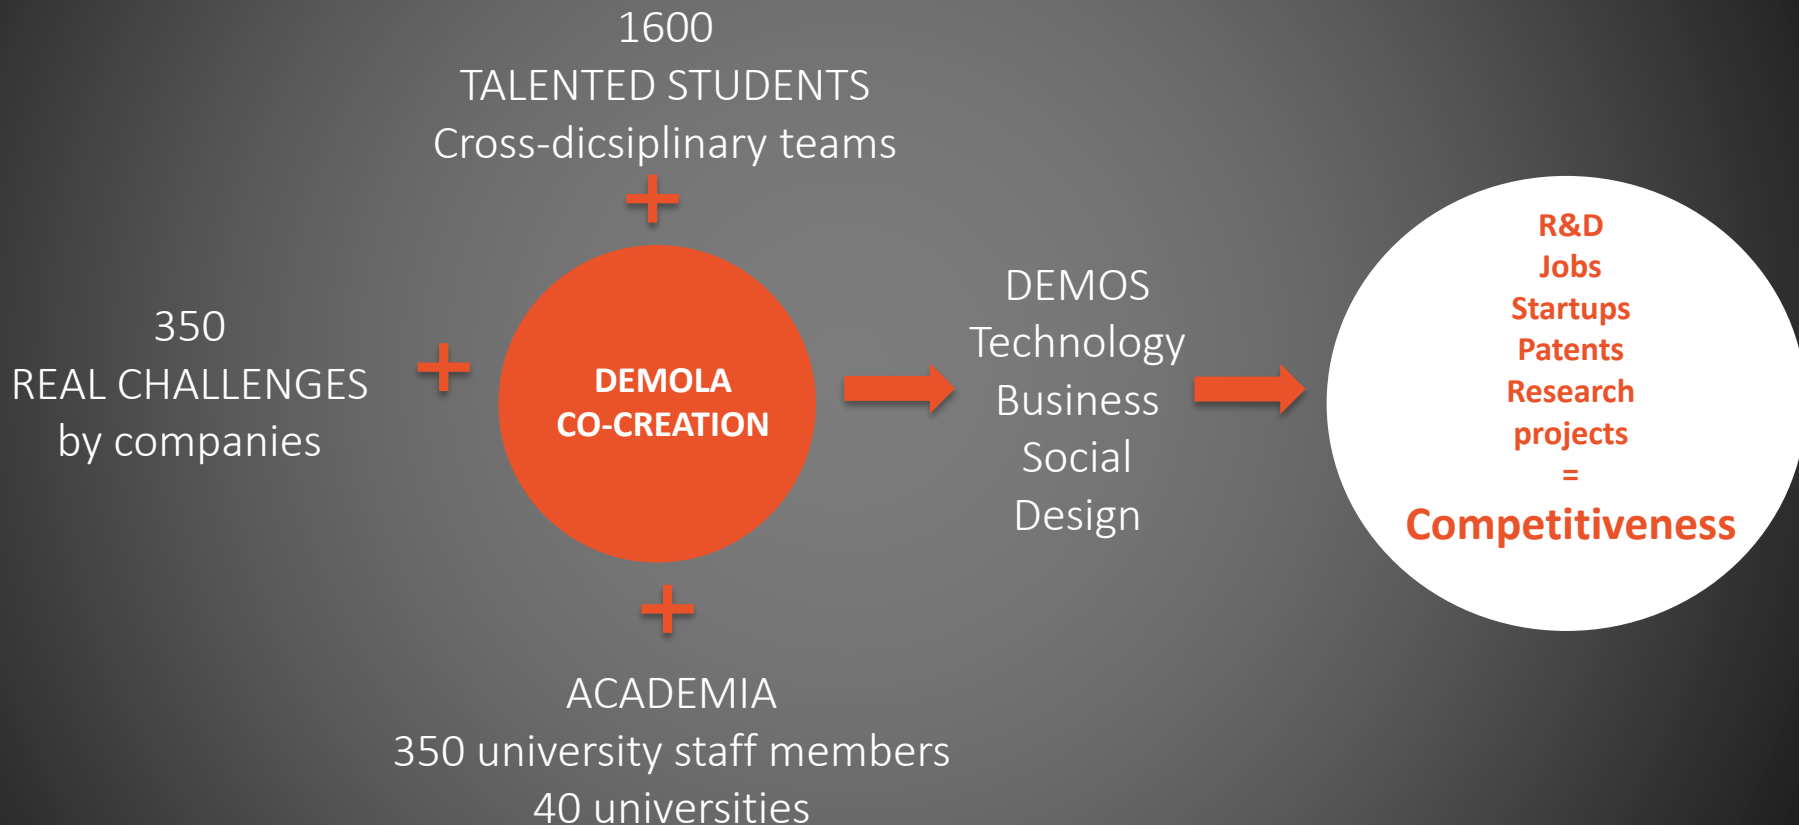 1600
TALENTED STUDENTS
Cross-dicsiplinary teams
+
350
REAL CHALLENGES
by companies
+
DEMOLA
CO-CREATION
+
ACADEMIA
350 university staff members
40 universities
DEMOS
Technology
Business
Social
Design
R&D
Jobs
Startups
Patents
Research
projects
=
Competitiveness